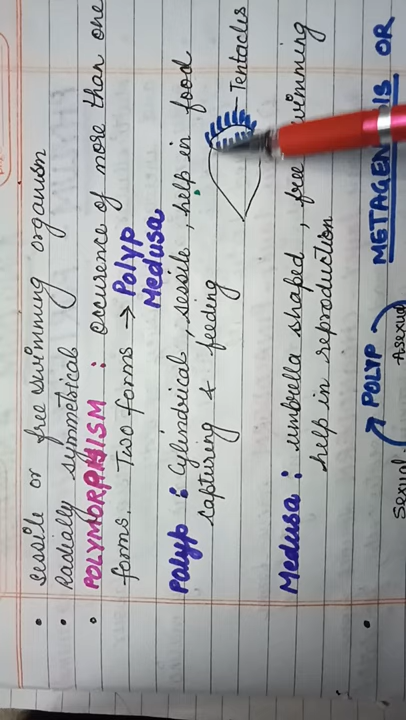 • sessile or free swimming organism
• Radially symmetrical
• POLYMORPHISM : occurence of more than one
forms. Two forms → Polyp
Medusa
Polyp : Cylindrical, sessile, help in food
capturing & feeding
Tentacles
Medusa : umbrella shaped, free
help in reproduction
• METAGEN OR
POLYP
Sexual Asexual